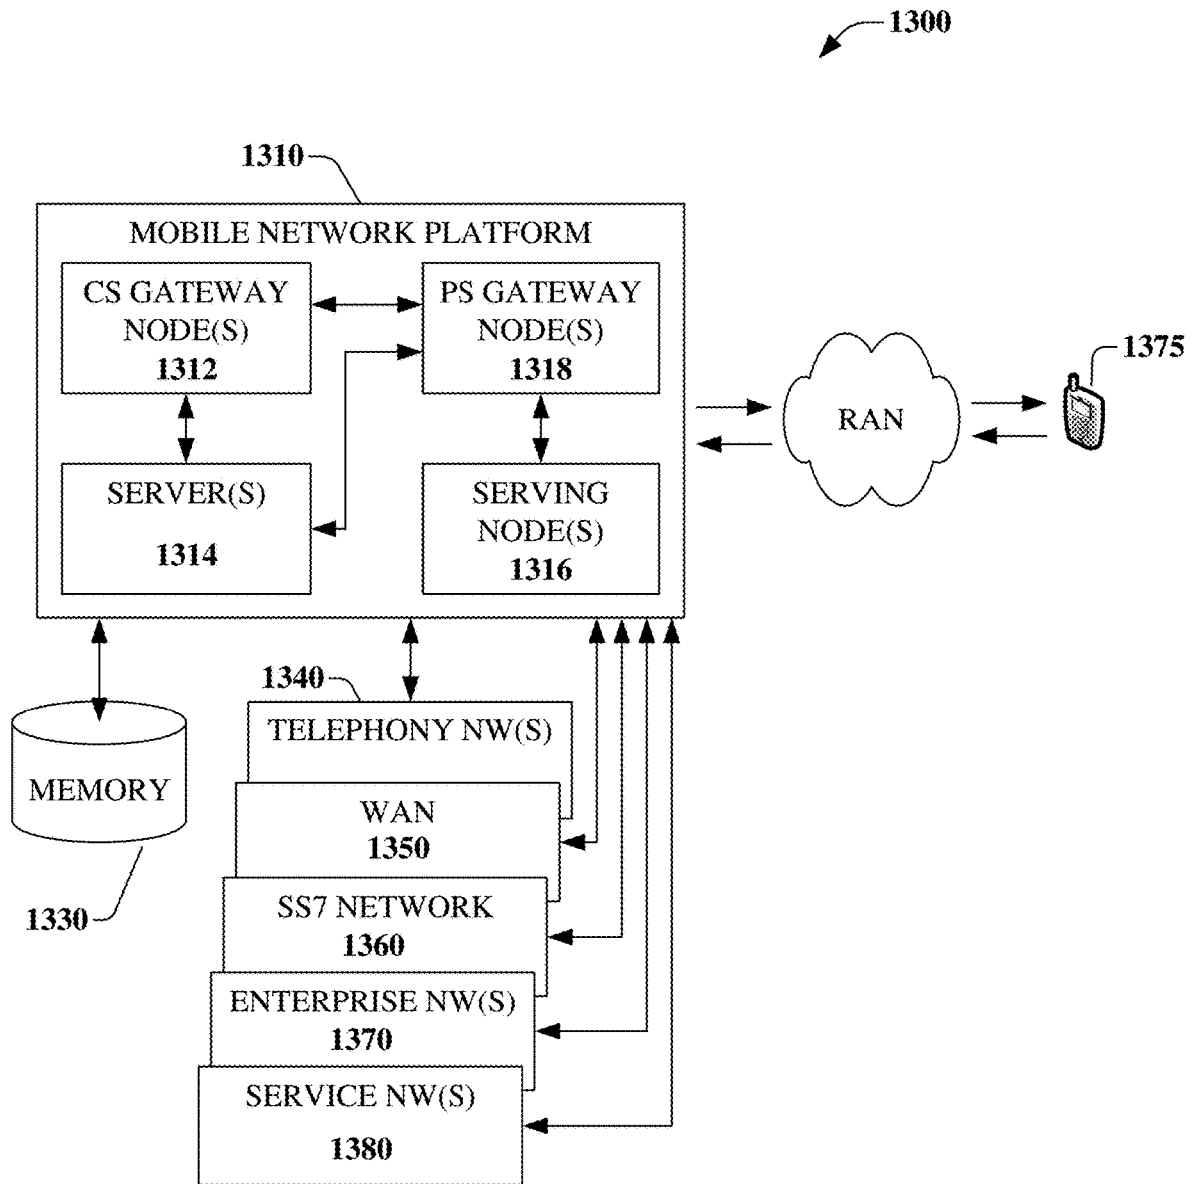 1300
1310
MOBILE NETWORK PLATFORM
CS GATEWAY
NODE(S)
1312
PS GATEWAY
NODE(S)
1318
SERVER(S)
1314
SERVING
NODE(S)
1316
RAN
1375
1340
TELEPHONY NW(S)
MEMORY
1330
WAN
1350
SS7 NETWORK
1360
ENTERPRISE NW(S)
1370
SERVICE NW(S)
1380